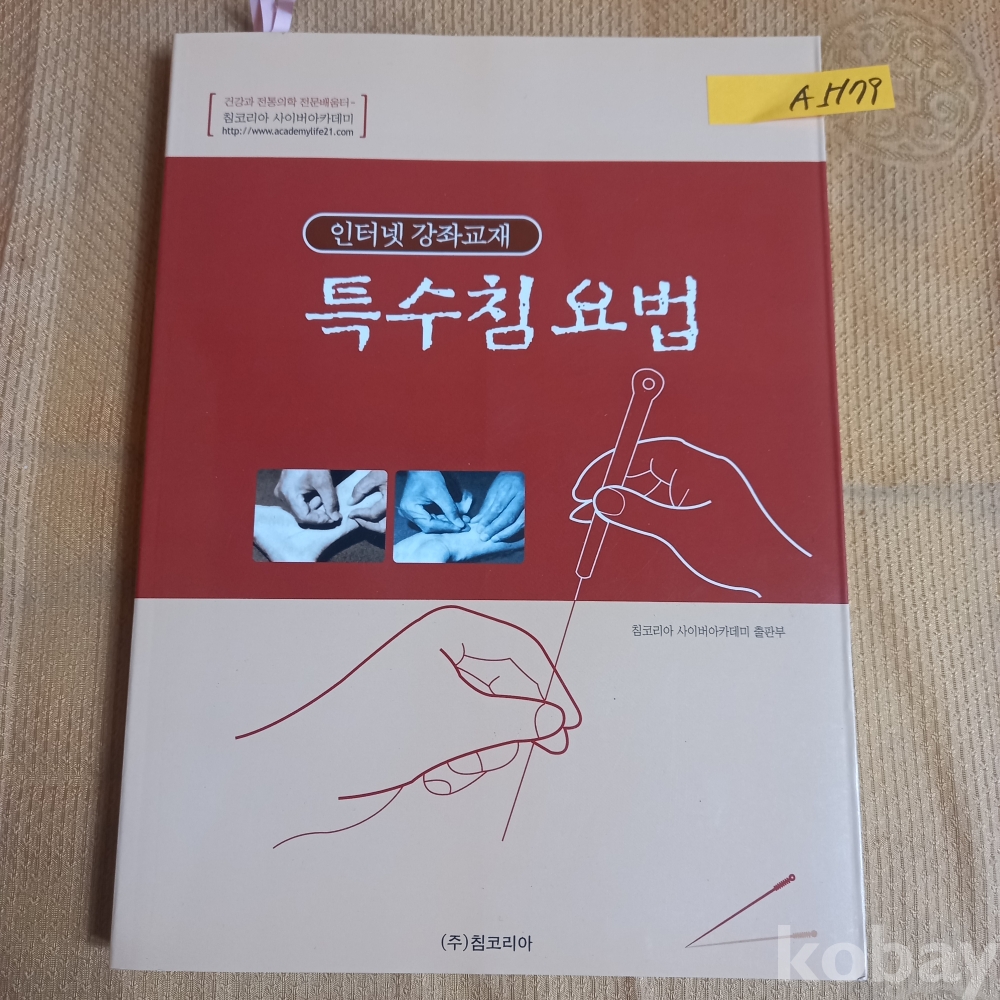 건강과 전통의학 전문배움터-
침코리아 사이버아카데미
http://www.academylife21.com
A 5479
인터넷 강좌교재
특수침 요법
침코리아 사이버아카데미 출판부
(주)침코리아
kobay